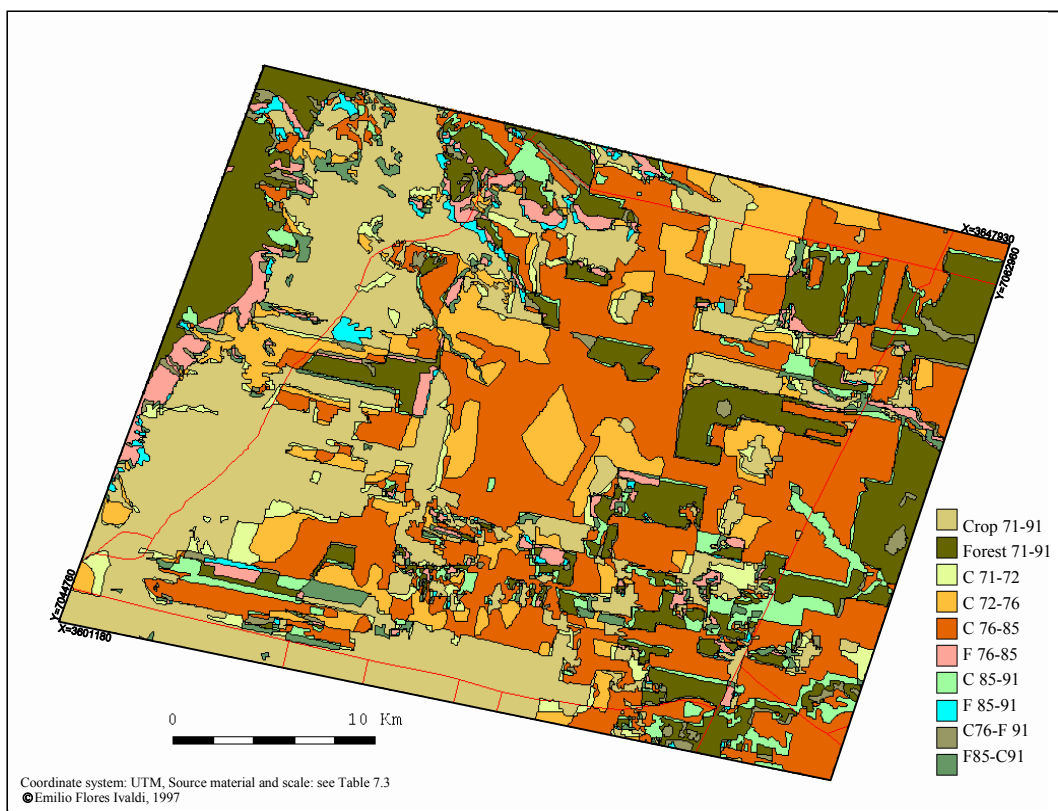 X=3647930
Y=7062960
Y=7044760
X=3601160
Crop 71-91
Forest 71-91
C 71-72
C 72-76
C 76-85
F 76-85
C 85-91
F 85-91
C76-F 91
F85-C91
0 10 Km
Coordinate system: UTM, Source material and scale: see Table 7.3
©Emilio Flores Ivaldi, 1997